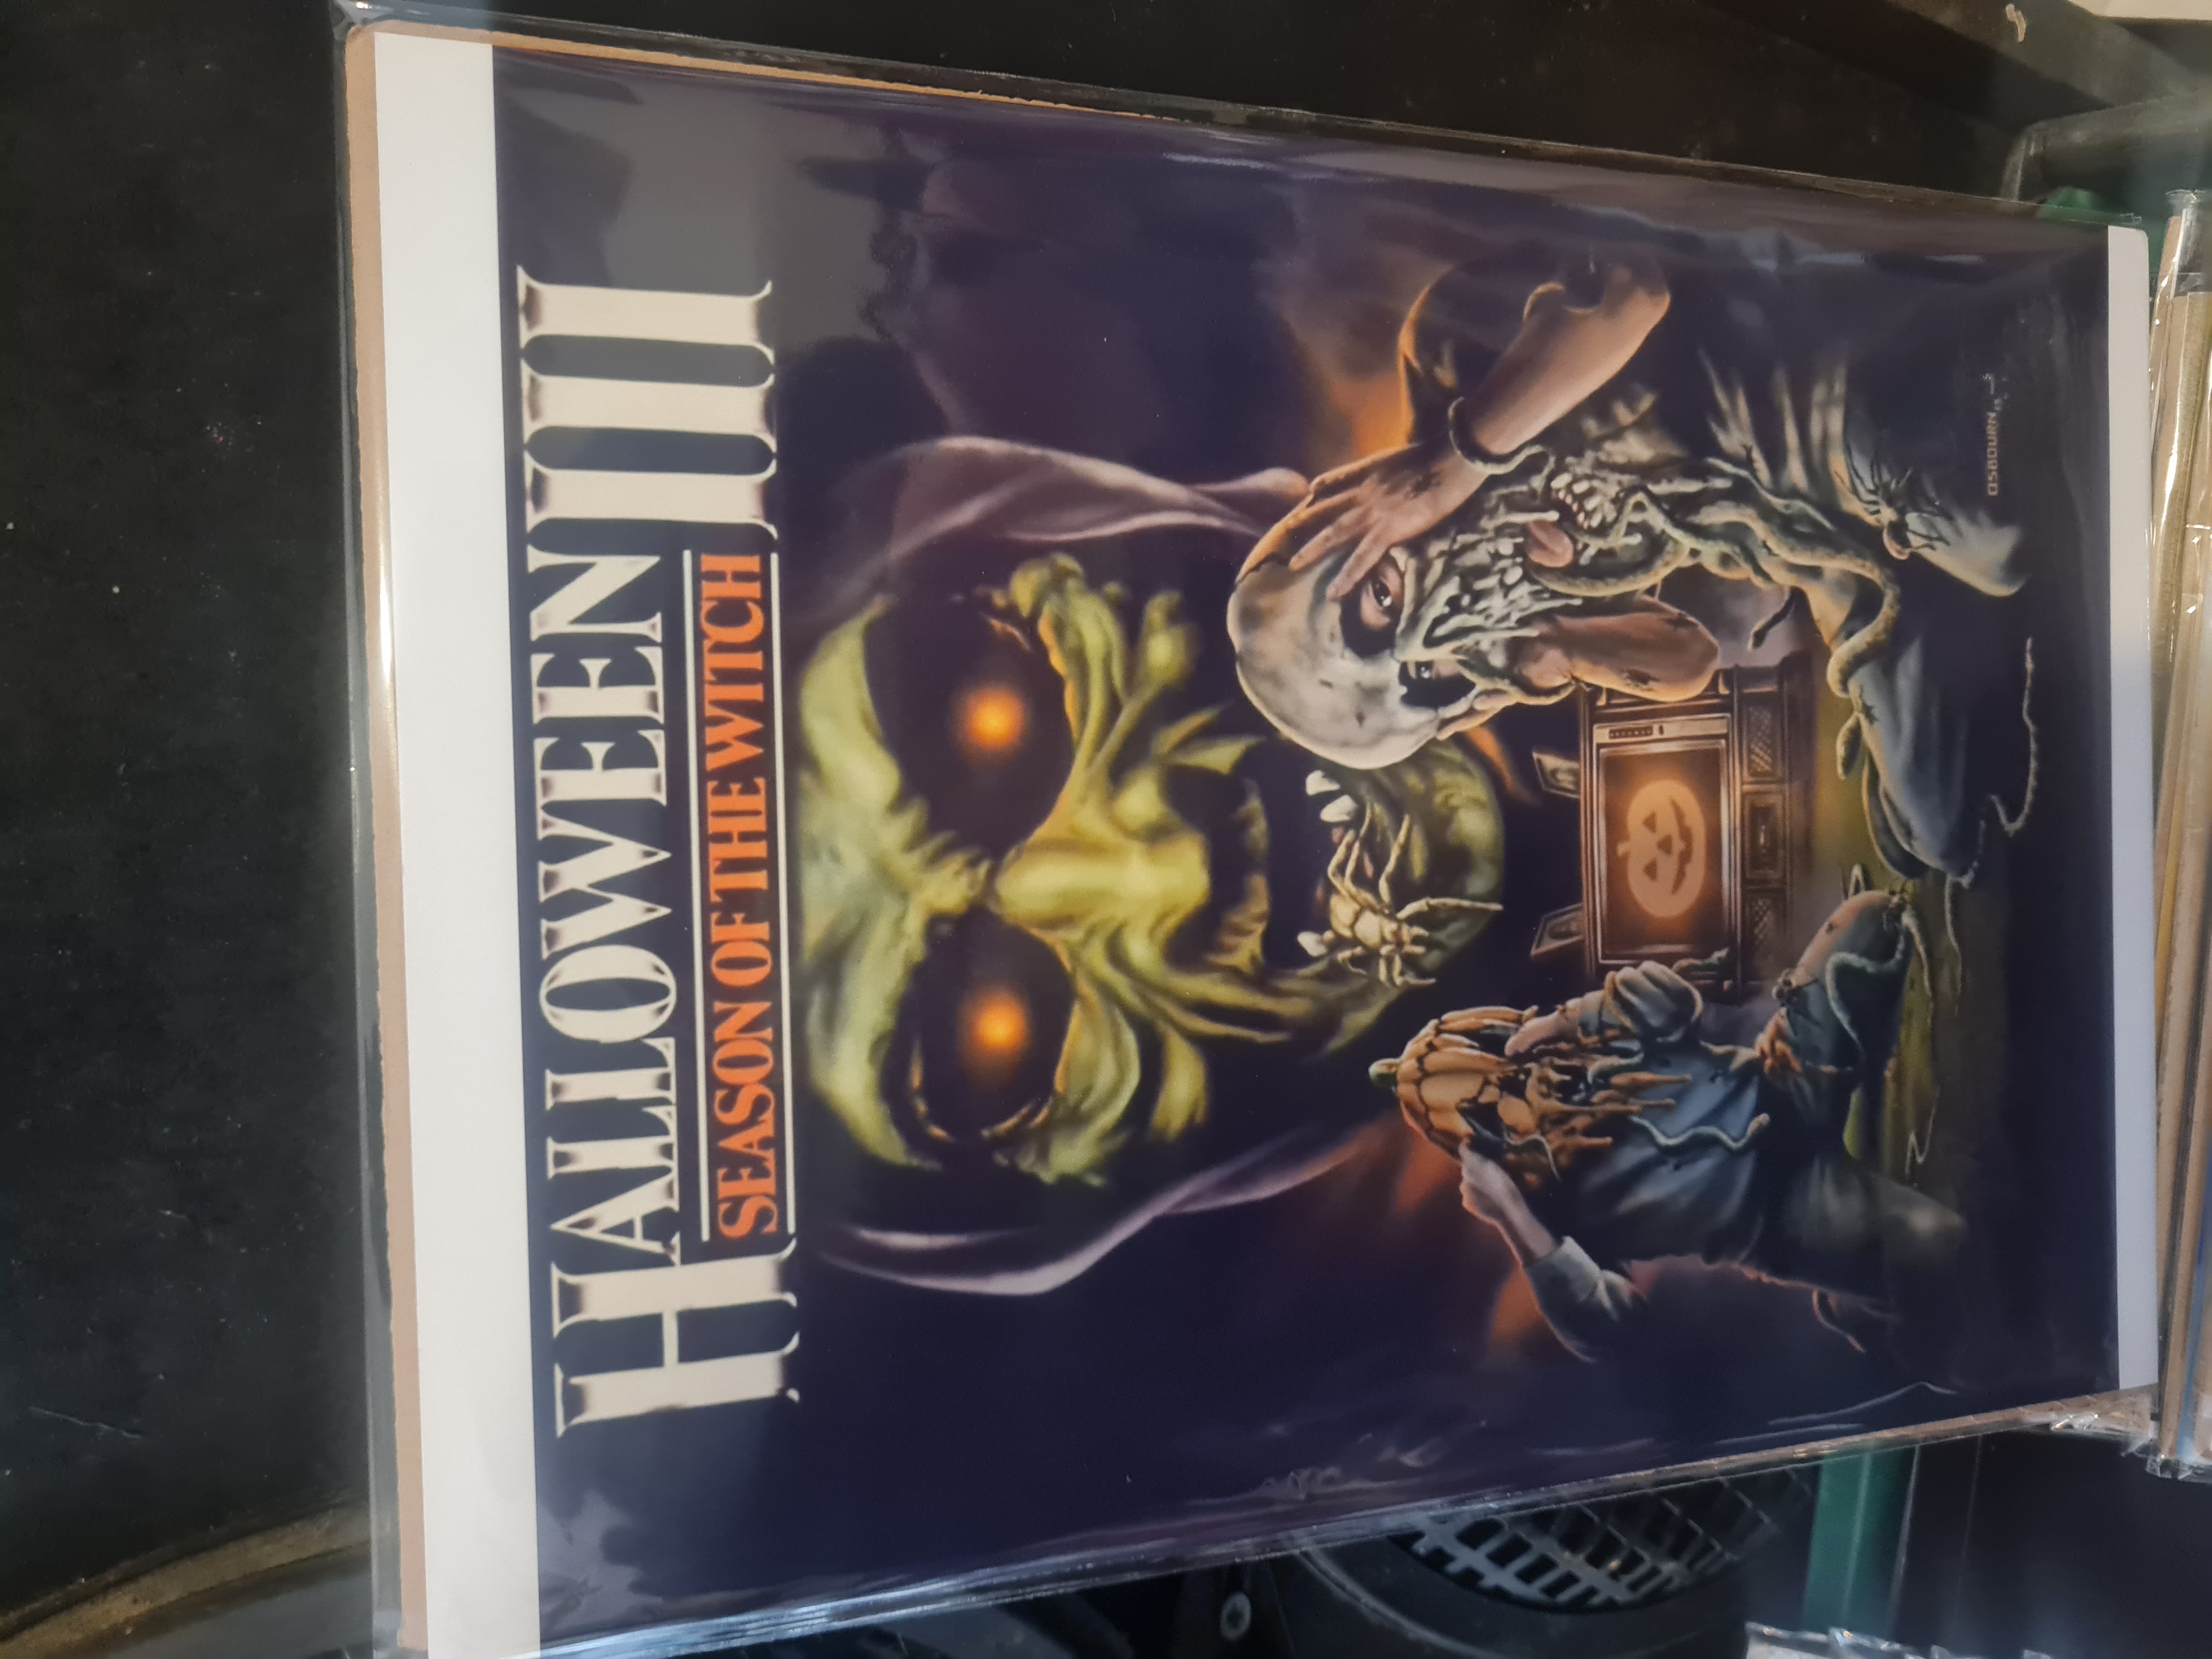 HALLOWEEN III
SEASON OF THE WITCH
OSBOURN